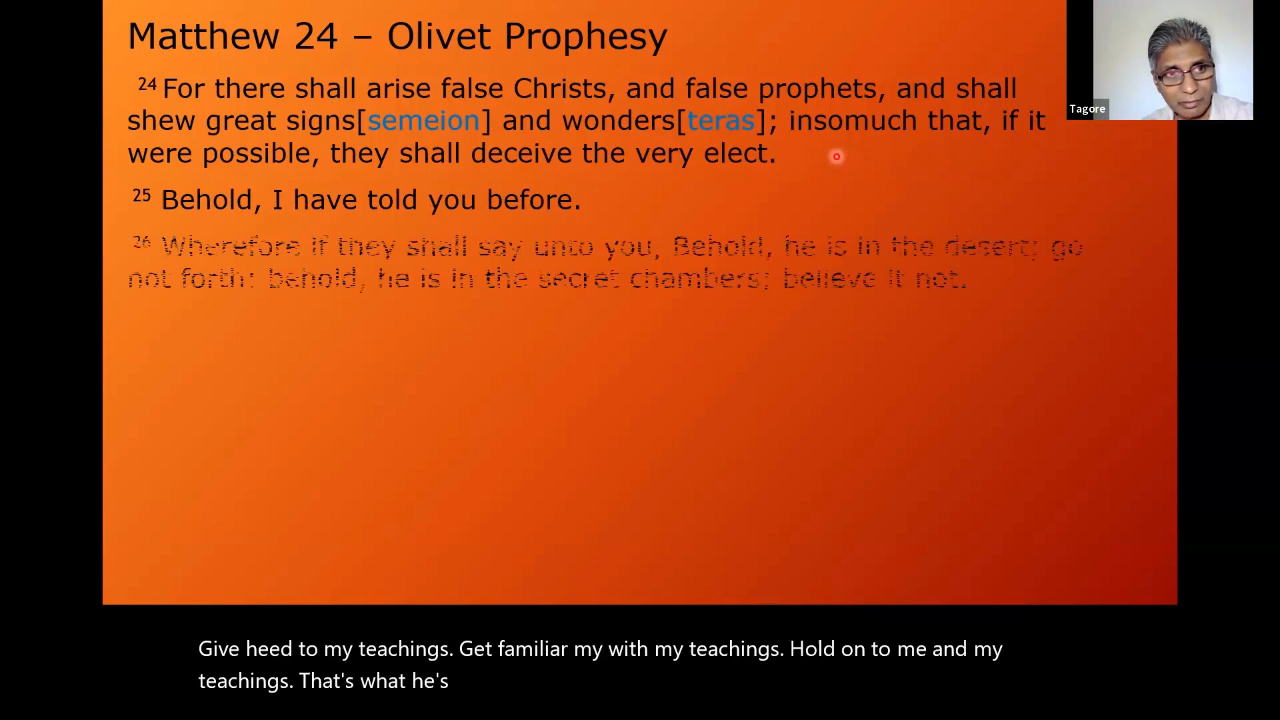 Matthew 24 – Olivet Prophesy
24 For there shall arise false Christs, and false prophets, and shall
shew great signs[semeion] and wonders[teras]; insomuch that, if it
were possible, they shall deceive the very elect.
25 Behold, I have told you before.
26 Wherefore if they shall say unto you, Behold, he is in the desert; go
not forth: behold, he is in the secret chambers; believe it not.
Tagore
Give heed to my teachings. Get familiar my with my teachings. Hold on to me and my
teachings. That's what he's